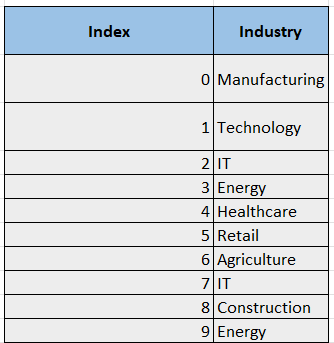 Index Industry
0 Manufacturing
1 Technology
2 IT
3 Energy
4 Healthcare
5 Retail
6 Agriculture
7 IT
8 Construction
9 Energy